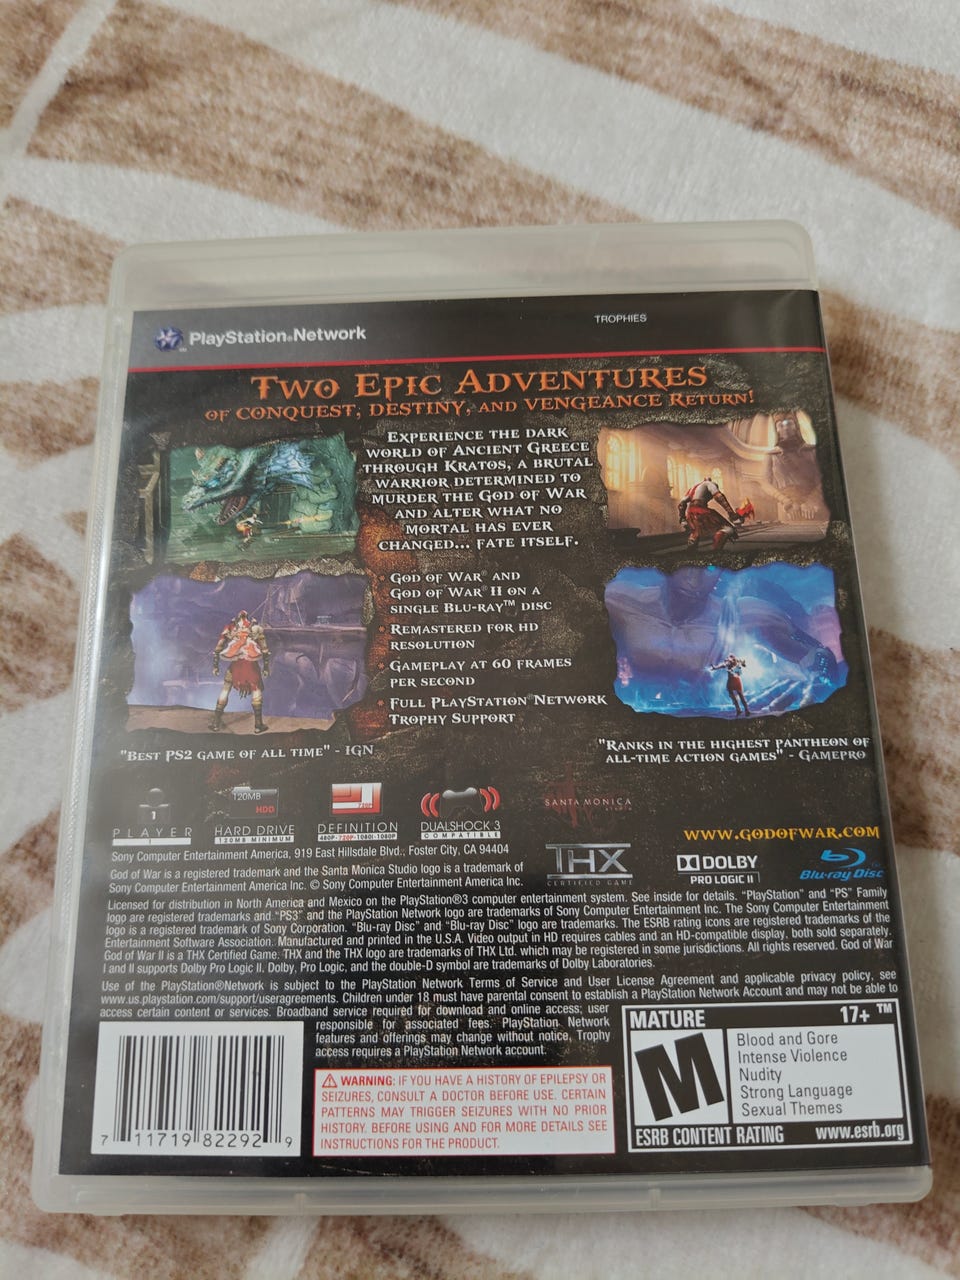 PlayStation®Network
TROPHIES
TWO EPIC ADVENTURES
OF CONQUEST, DESTINY, AND VENGEANCE RETURN!
EXPERIENCE THE DARK
WORLD OF ANCIENT GREECE
THROUGH KRATOS, A BRUTAL
WARRIOR DETERMINED TO
MURDER THE GOD OF WAR
AND ALTER WHAT NO
MORTAL HAS EVER
CHANGED... FATE ITSELF.
GOD OF WAR® AND
GOD OF WAR® II ON A
SINGLE BLU-RAY™ DISC
REMASTERED FOR HD
RESOLUTION
GAMEPLAY AT 60 FRAMES
PER SECOND
FULL PLAYSTATION®NETWORK
TROPHY SUPPORT
"BEST PS2 GAME OF ALL TIME" - IGN
"RANKS IN THE HIGHEST PANTHEON OF
ALL-TIME ACTION GAMES" - GAMEPRO
1
PLAYER
120MB
HDD
HARD DRIVE
120MB MINIMUM
720P
DEFINITION
480P•720P•1080i•1080P
DUALSHOCK 3
COMPATIBLE
SANTA MONICA
WWW.GODOFWAR.COM
Sony Computer Entertainment America, 919 East Hillsdale Blvd., Foster City, CA 94404
God of War is a registered trademark and the Santa Monica Studio logo is a trademark of
Sony Computer Entertainment America Inc. © Sony Computer Entertainment America Inc.
THX
CERTIFIED GAME
DOLBY
PRO LOGIC II
Blu-ray Disc
Licensed for distribution in North America and Mexico on the PlayStation®3 computer entertainment system. See inside for details. "PlayStation" and "PS" Family
logo are registered trademarks and "PS3" and the PlayStation Network logo are trademarks of Sony Computer Entertainment Inc. The Sony Computer Entertainment
logo is a registered trademark of Sony Corporation. "Blu-ray Disc" and "Blu-ray Disc" logo are trademarks. The ESRB rating icons are registered trademarks of the
Entertainment Software Association. Manufactured and printed in the U.S.A. Video output in HD requires cables and an HD-compatible display, both sold separately.
God of War II is a THX Certified Game. THX and the THX logo are trademarks of THX Ltd. which may be registered in some jurisdictions. All rights reserved. God of War
I and II supports Dolby Pro Logic II. Dolby, Pro Logic, and the double-D symbol are trademarks of Dolby Laboratories.
Use of the PlayStation®Network is subject to the PlayStation Network Terms of Service and User License Agreement and applicable privacy policy, see
www.us.playstation.com/support/useragreements. Children under 18 must have parental consent to establish a PlayStation Network Account and may not be able to
access certain content or services. Broadband service required for download and online access; user
responsible for associated fees. PlayStation Network
features and offerings may change without notice. Trophy
access requires a PlayStation Network account.
WARNING: IF YOU HAVE A HISTORY OF EPILEPSY OR
SEIZURES, CONSULT A DOCTOR BEFORE USE. CERTAIN
PATTERNS MAY TRIGGER SEIZURES WITH NO PRIOR
HISTORY. BEFORE USING AND FOR MORE DETAILS SEE
INSTRUCTIONS FOR THE PRODUCT.
7 11719 82292 9
MATURE 17+ ™
M
Blood and Gore
Intense Violence
Nudity
Strong Language
Sexual Themes
ESRB CONTENT RATING www.esrb.org